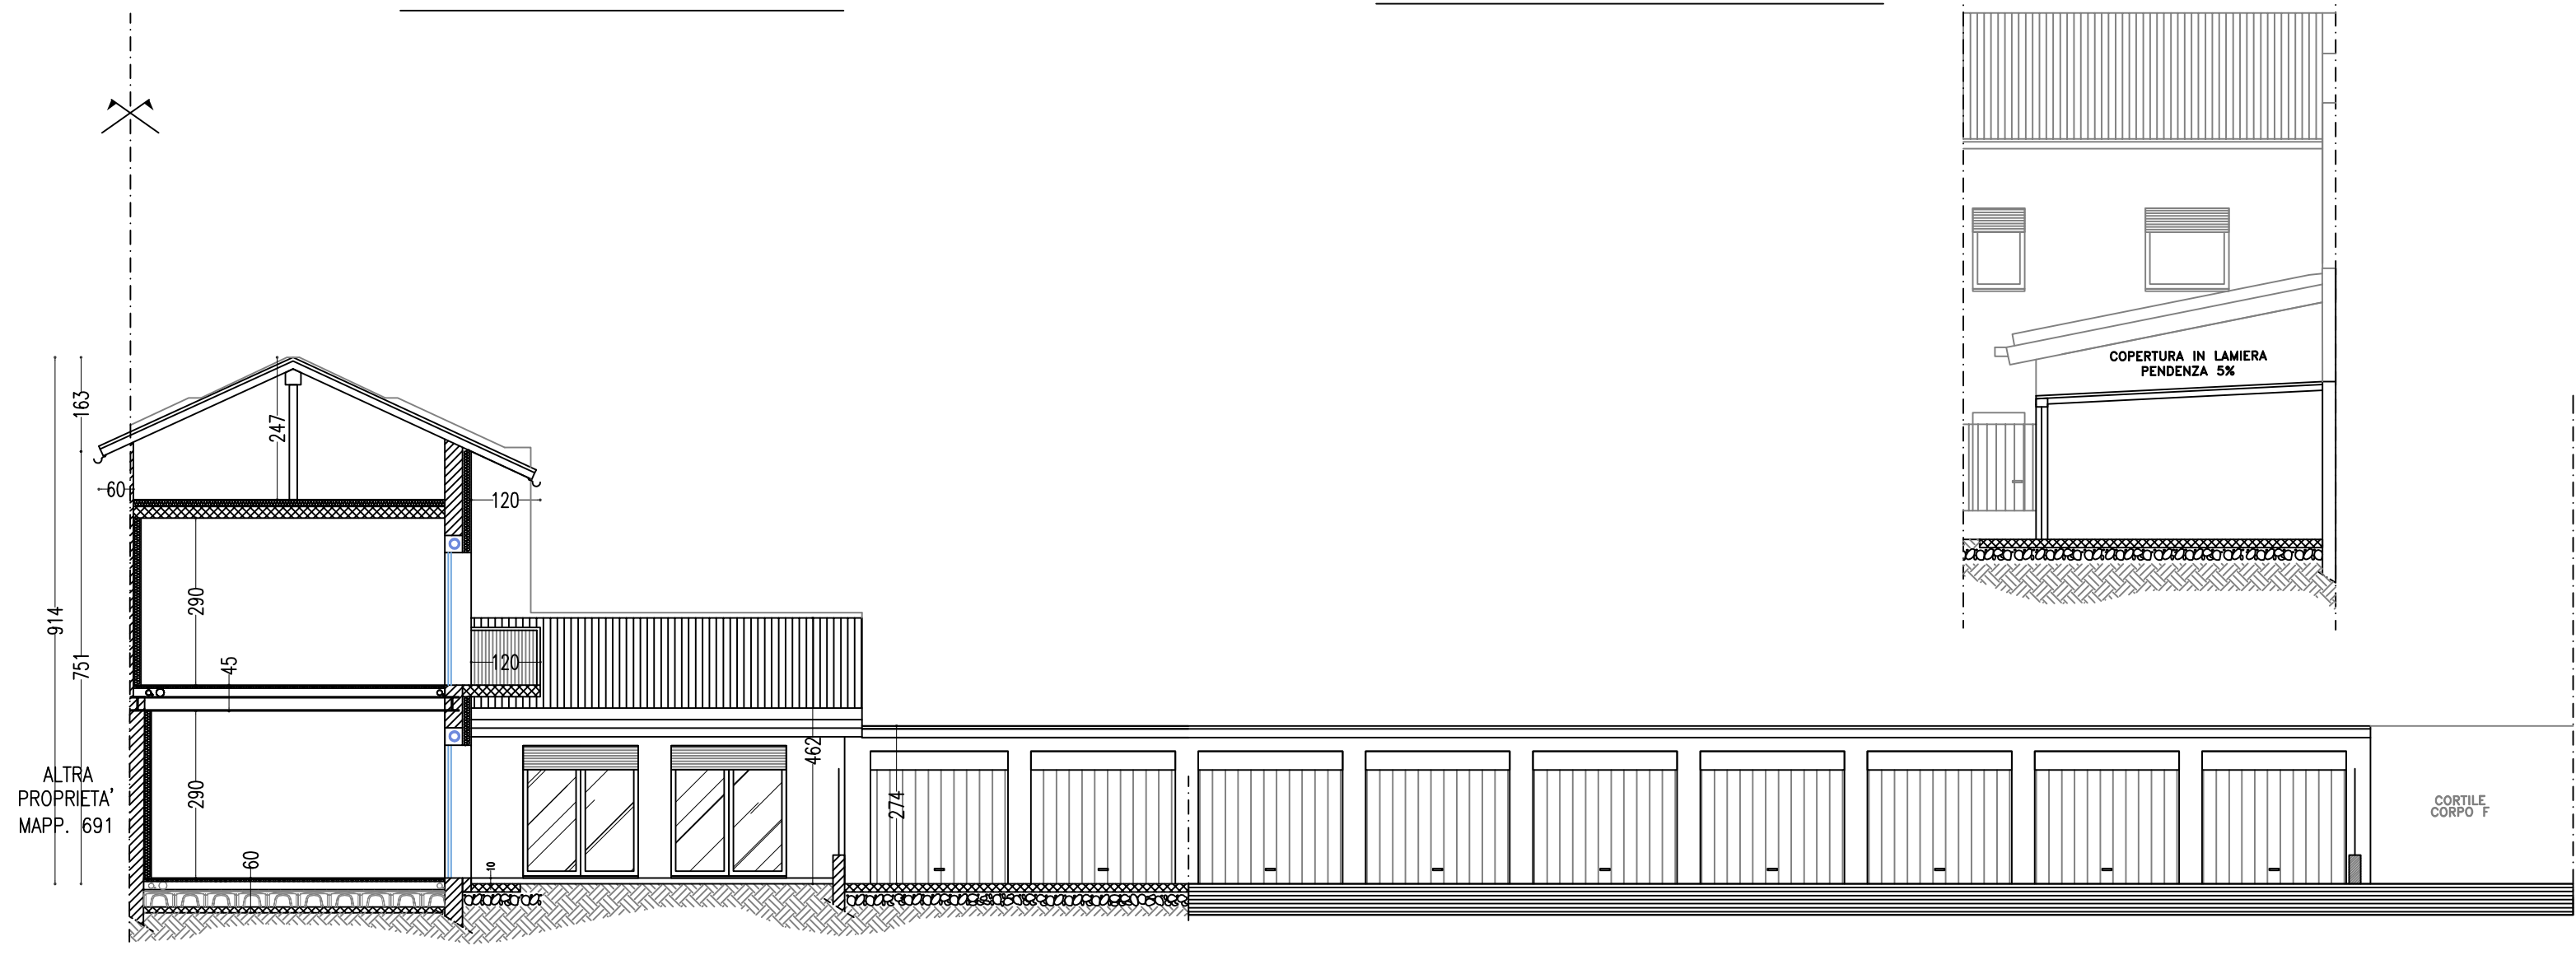 COPERTURA IN LAMIERA
PENDENZA 5%
163
247
60
120
914
751
290
45
120
462
274
290
60
10
ALTRA
PROPRIETA'
MAPP. 691
CORTILE
CORPO F